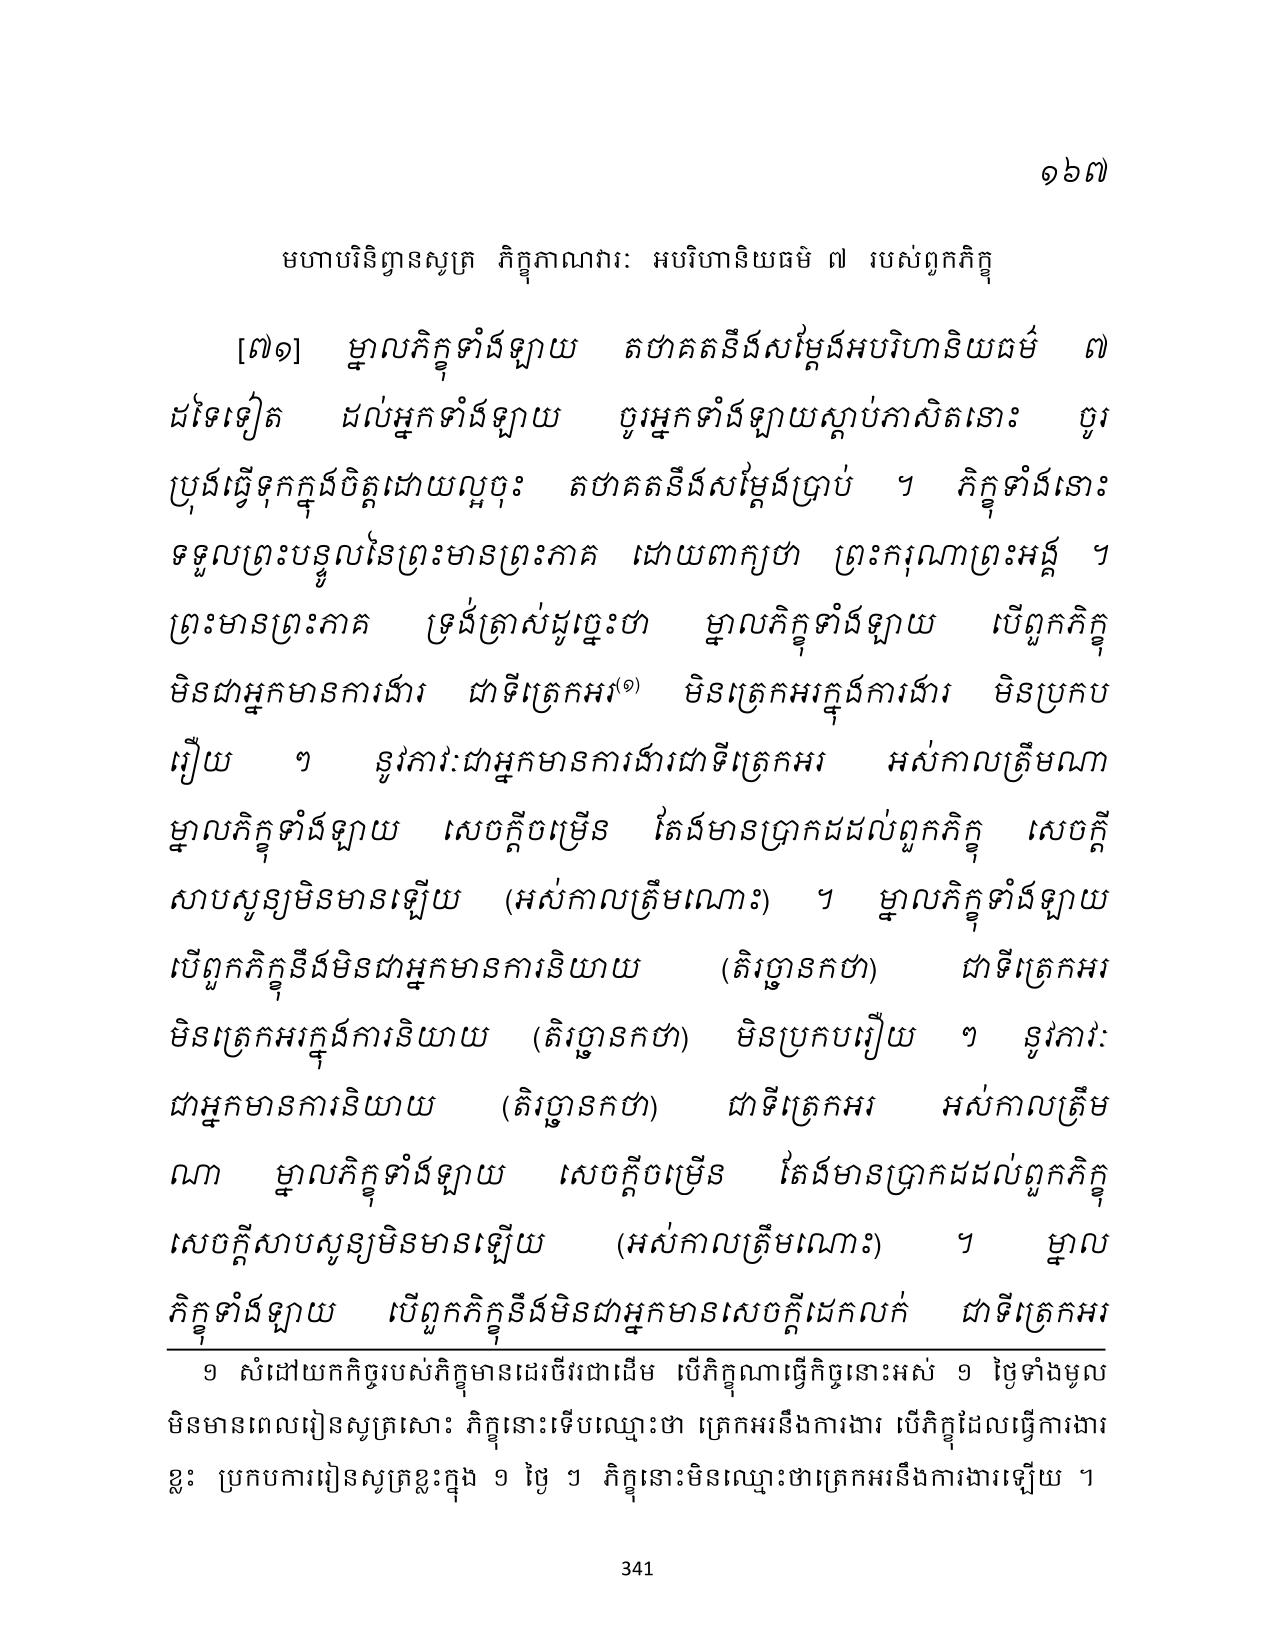 ១៦៧
មហាបរិនិព្វានសូត្រ ភិក្ខុភាណវារៈ អបរិហានិយធម៌ ៧ របស់ពួកភិក្ខុ
[៧១] ម្នាលភិក្ខុទាំងឡាយ តថាគតនឹងសម្តែងអបរិហានិយធម៌ ៧
ដទៃទៀត ដល់អ្នកទាំងឡាយ ចូរអ្នកទាំងឡាយស្តាប់ភាសិតនោះ ចូរ
ប្រុងធ្វើទុកក្នុងចិត្តដោយល្អចុះ តថាគតនឹងសម្តែងប្រាប់ ។ ភិក្ខុទាំងនោះ
ទទួលព្រះបន្ទូលនៃព្រះមានព្រះភាគ ដោយពាក្យថា ព្រះករុណាព្រះអង្គ ។
ព្រះមានព្រះភាគ ទ្រង់ត្រាស់ដូច្នេះថា ម្នាលភិក្ខុទាំងឡាយ បើពួកភិក្ខុ
មិនជាអ្នកមានការងារ ជាទីត្រេកអរ(១) មិនត្រេកអរក្នុងការងារ មិនប្រកប
រឿយ ៗ នូវភាវៈជាអ្នកមានការងារជាទីត្រេកអរ អស់កាលត្រឹមណា
ម្នាលភិក្ខុទាំងឡាយ សេចក្តីចម្រើន តែងមានប្រាកដដល់ពួកភិក្ខុ សេចក្តី
សាបសូន្យមិនមានឡើយ (អស់កាលត្រឹមណោះ) ។ ម្នាលភិក្ខុទាំងឡាយ
បើពួកភិក្ខុនឹងមិនជាអ្នកមានការនិយាយ (តិរច្ឆានកថា) ជាទីត្រេកអរ
មិនត្រេកអរក្នុងការនិយាយ (តិរច្ឆានកថា) មិនប្រកបរឿយ ៗ នូវភាវៈ
ជាអ្នកមានការនិយាយ (តិរច្ឆានកថា) ជាទីត្រេកអរ អស់កាលត្រឹម
ណា ម្នាលភិក្ខុទាំងឡាយ សេចក្តីចម្រើន តែងមានប្រាកដដល់ពួកភិក្ខុ
សេចក្តីសាបសូន្យមិនមានឡើយ (អស់កាលត្រឹមណោះ) ។ ម្នាល
ភិក្ខុទាំងឡាយ បើពួកភិក្ខុនឹងមិនជាអ្នកមានសេចក្តីដេកលក់ ជាទីត្រេកអរ
១ សំដៅយកកិច្ចរបស់ភិក្ខុមានដេរចីវរជាដើម បើភិក្ខុណាធ្វើកិច្ចនោះអស់ ១ ថ្ងៃទាំងមូល
មិនមានពេលរៀនសូត្រសោះ ភិក្ខុនោះទើបឈ្មោះថា ត្រេកអរនឹងការងារ បើភិក្ខុដែលធ្វើការងារ
ខ្លះ ប្រកបការរៀនសូត្រខ្លះក្នុង ១ ថ្ងៃ ៗ ភិក្ខុនោះមិនឈ្មោះថាត្រេកអរនឹងការងារឡើយ ។
341